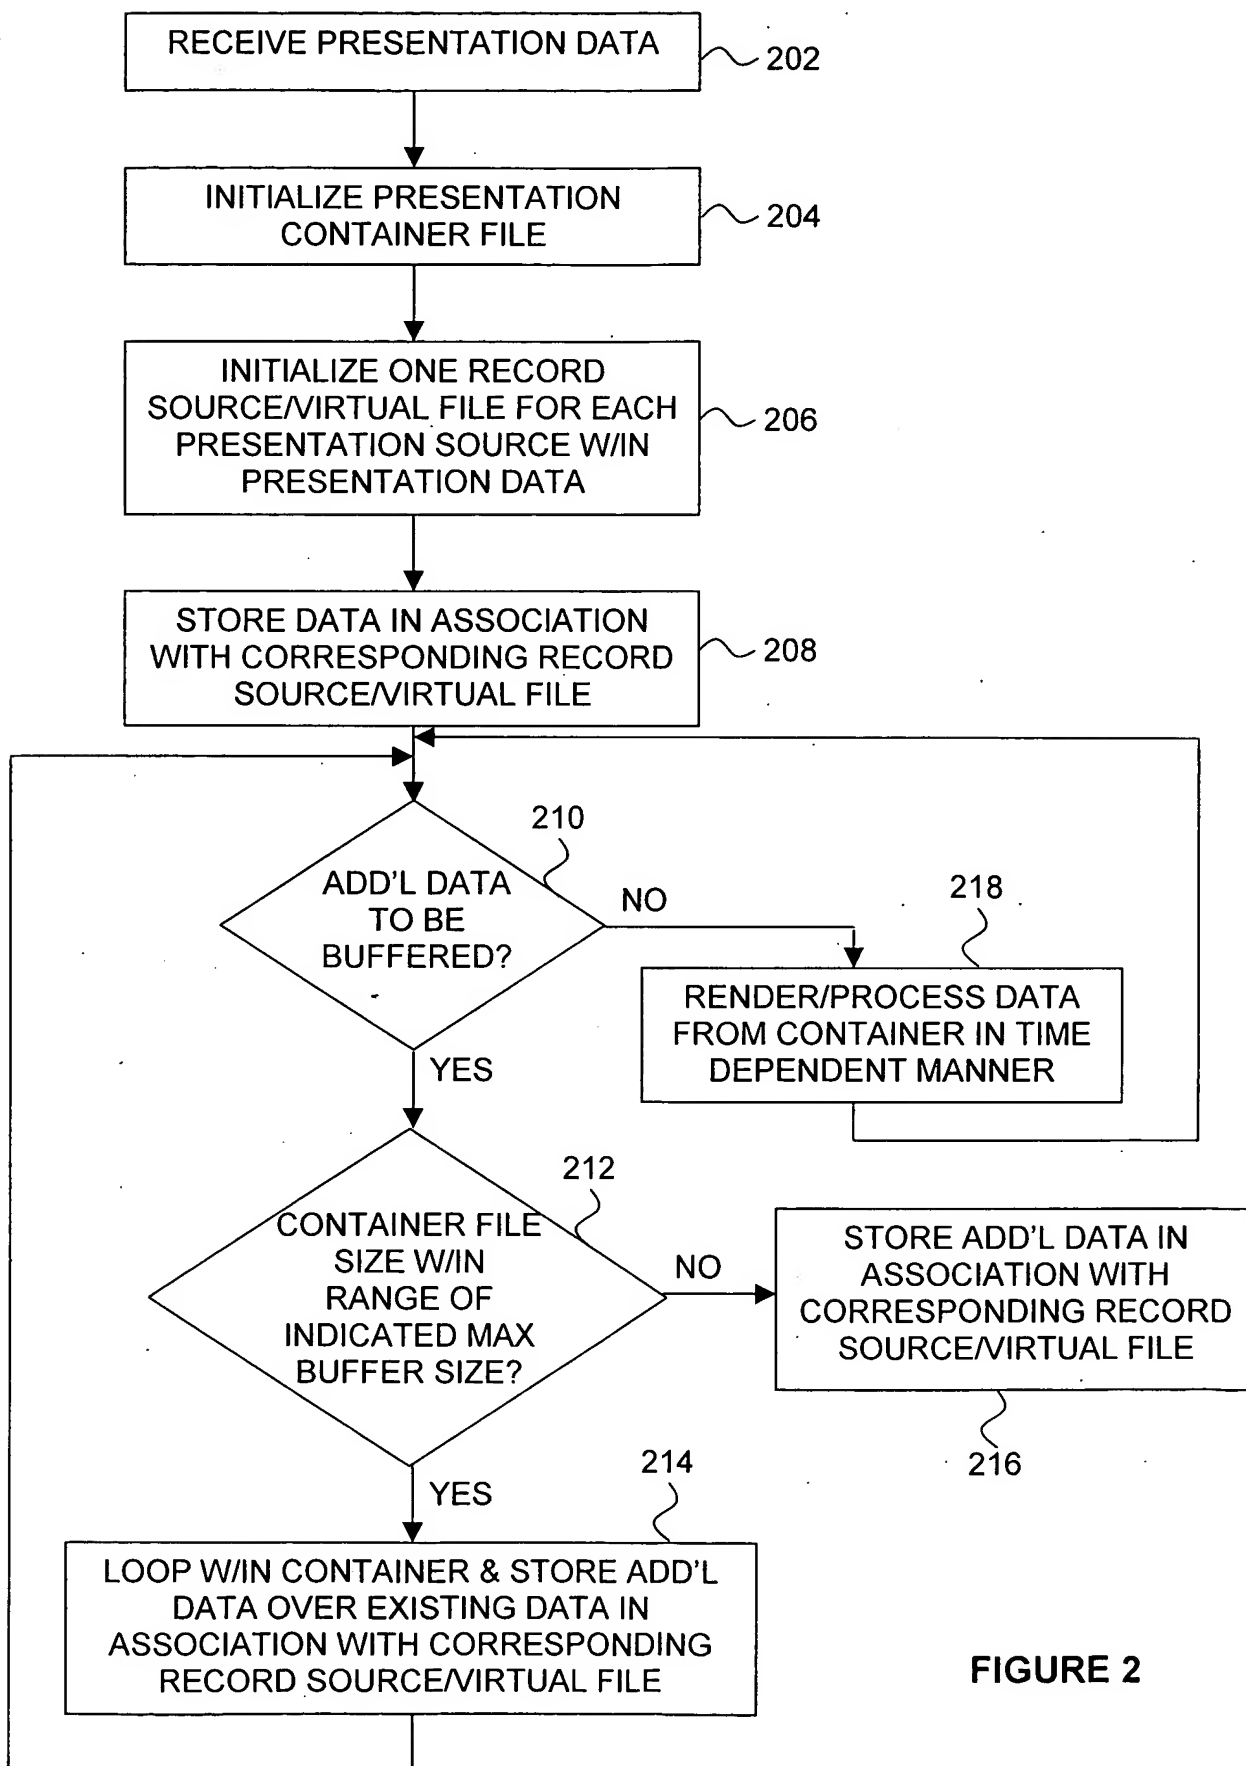 RECEIVE PRESENTATION DATA
202
INITIALIZE PRESENTATION
CONTAINER FILE
204
INITIALIZE ONE RECORD
SOURCE/VIRTUAL FILE FOR EACH
PRESENTATION SOURCE W/IN
PRESENTATION DATA
206
STORE DATA IN ASSOCIATION
WITH CORRESPONDING RECORD
SOURCE/VIRTUAL FILE
208
210
ADD'L DATA
TO BE
BUFFERED?
NO
218
RENDER/PROCESS DATA
FROM CONTAINER IN TIME
DEPENDENT MANNER
YES
212
CONTAINER FILE
SIZE W/IN
RANGE OF
INDICATED MAX
BUFFER SIZE?
NO
STORE ADD'L DATA IN
ASSOCIATION WITH
CORRESPONDING RECORD
SOURCE/VIRTUAL FILE
216
YES
214
LOOP W/IN CONTAINER & STORE ADD'L
DATA OVER EXISTING DATA IN
ASSOCIATION WITH CORRESPONDING
RECORD SOURCE/VIRTUAL FILE
FIGURE 2